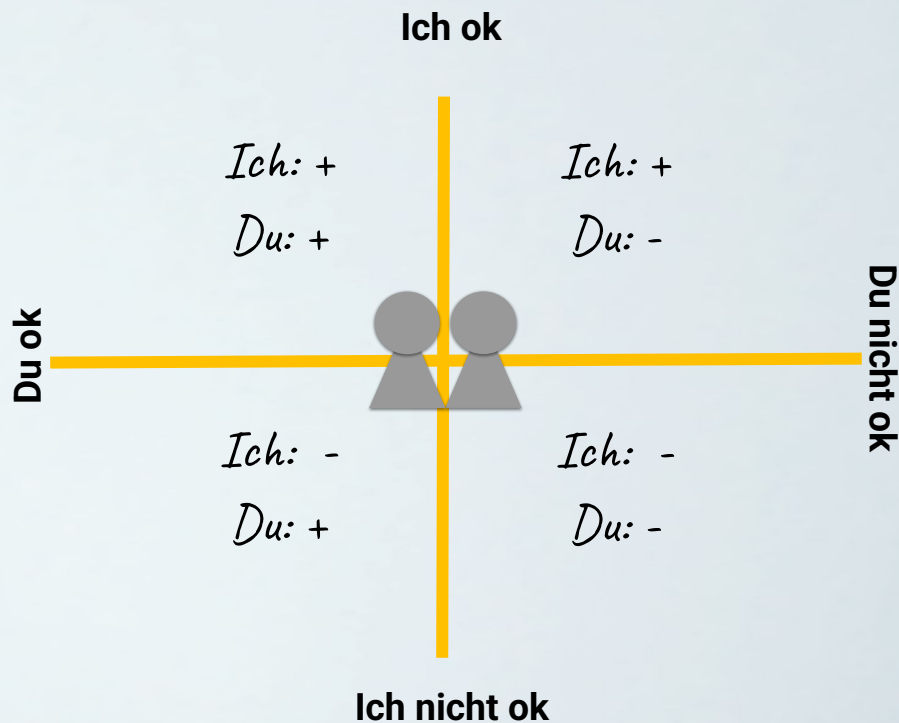 Ich ok
Ich: +
Du: +
Ich: +
Du: -
Du ok
Du nicht ok
Ich: -
Du: +
Ich: -
Du: -
Ich nicht ok